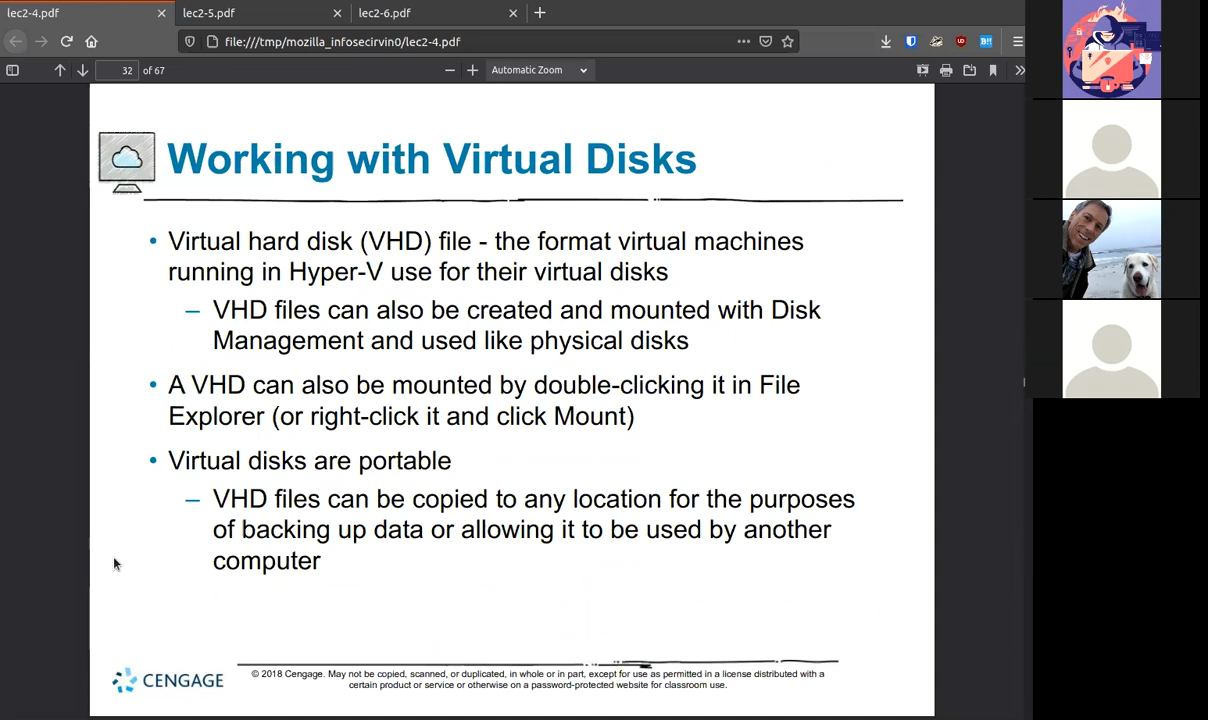 lec2-4.pdf
lec2-5.pdf
lec2-6.pdf
file:///tmp/mozilla_infosecirvin0/lec2-4.pdf
32 of 67
Automatic Zoom
Working with Virtual Disks
• Virtual hard disk (VHD) file - the format virtual machines
running in Hyper-V use for their virtual disks
– VHD files can also be created and mounted with Disk
Management and used like physical disks
• A VHD can also be mounted by double-clicking it in File
Explorer (or right-click it and click Mount)
• Virtual disks are portable
– VHD files can be copied to any location for the purposes
of backing up data or allowing it to be used by another
computer
CENGAGE
© 2018 Cengage. May not be copied, scanned, or duplicated, in whole or in part, except for use as permitted in a license distributed with a
certain product or service or otherwise on a password-protected website for classroom use.